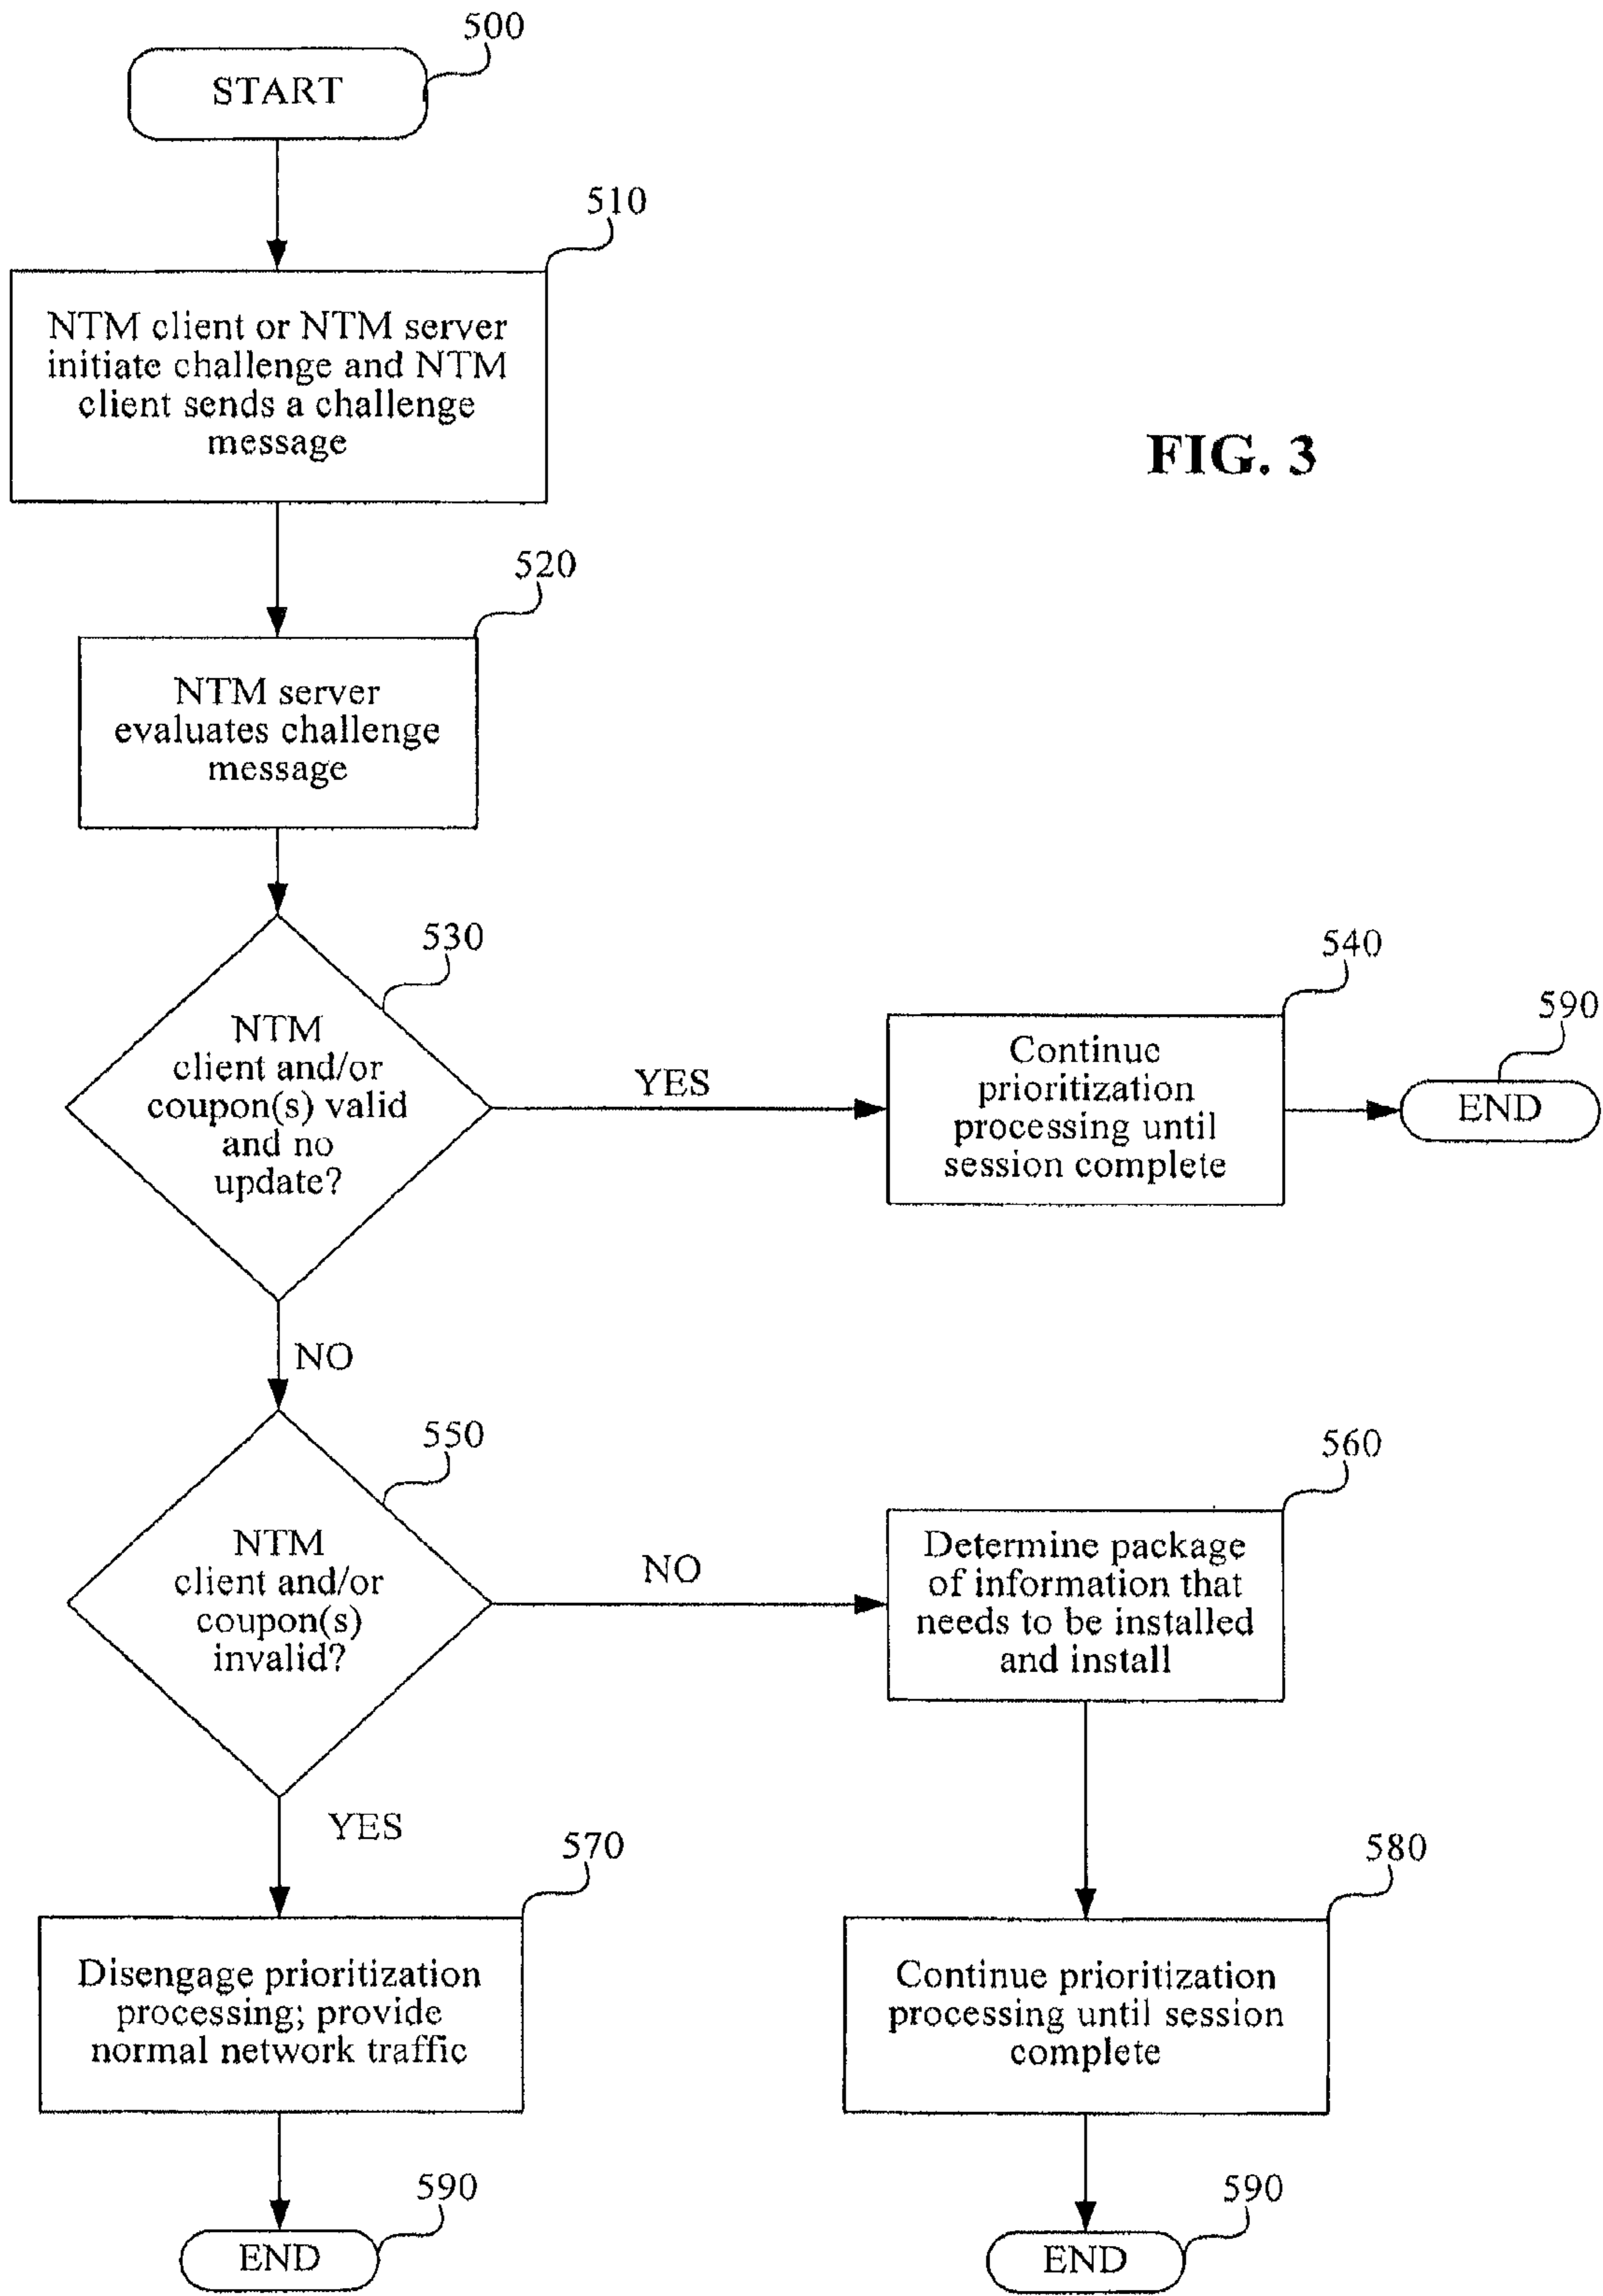 500
START
510
NTM client or NTM server
initiate challenge and NTM
client sends a challenge
message
FIG. 3
520
NTM server
evaluates challenge
message
530
NTM
client and/or
coupon(s) valid
and no
update?
YES
540
Continue
prioritization
processing until
session complete
590
END
NO
550
NTM
client and/or
coupon(s)
invalid?
NO
560
Determine package
of information that
needs to be installed
and install
YES
570
Disengage prioritization
processing; provide
normal network traffic
580
Continue prioritization
processing until session
complete
590
END
590
END